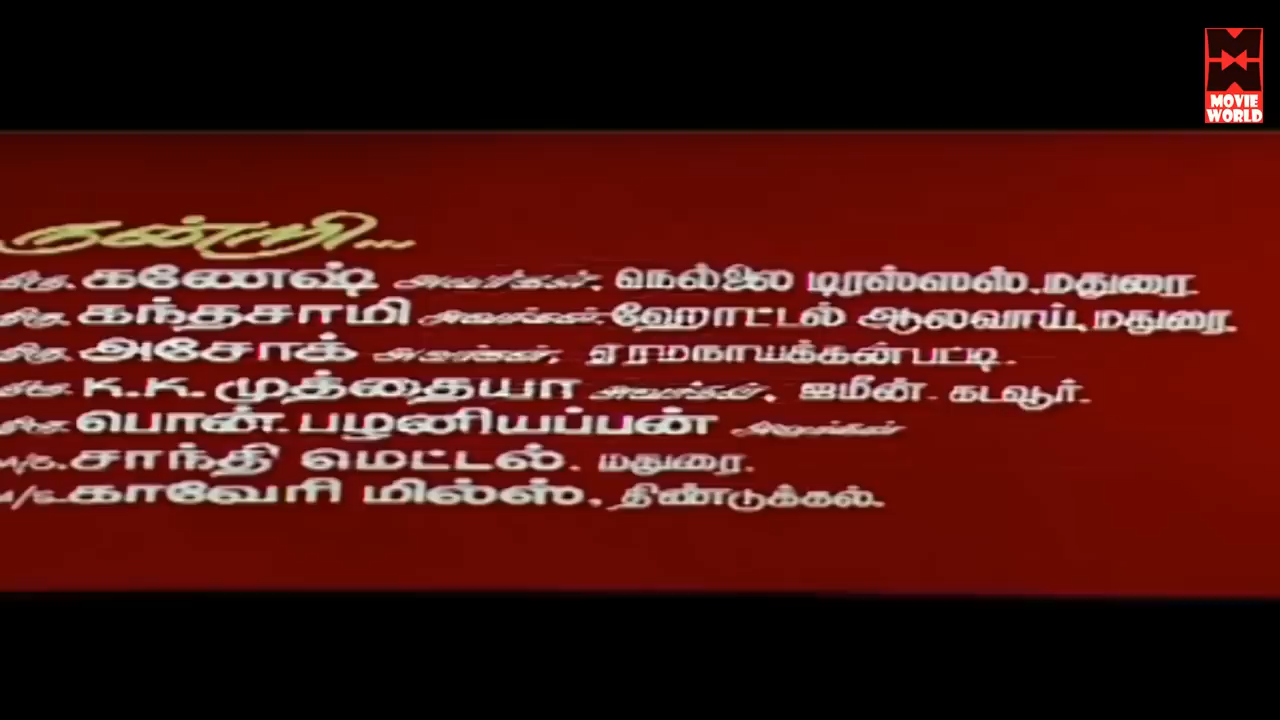 MOVIE
WORLD
நன்றி...
திரு. கணேஷ் அவர்கள், நெல்லை டிரஸ்ஸஸ், மதுரை.
திரு. கந்தசாமி அவர்கள், ஹோட்டல் ஆலவாய், மதுரை.
திரு. அசோக் அவர்கள், ஏ ராமநாயக்கன்பட்டி.
திரு. K.K. முத்தையா அவர்கள், ஜமீன். கடவூர்.
திரு. பொன். பழனியப்பன் அவர்கள்
M/S. சாந்தி மெட்டல். மதுரை.
M/S. காவேரி மில்ஸ், திண்டுக்கல்.